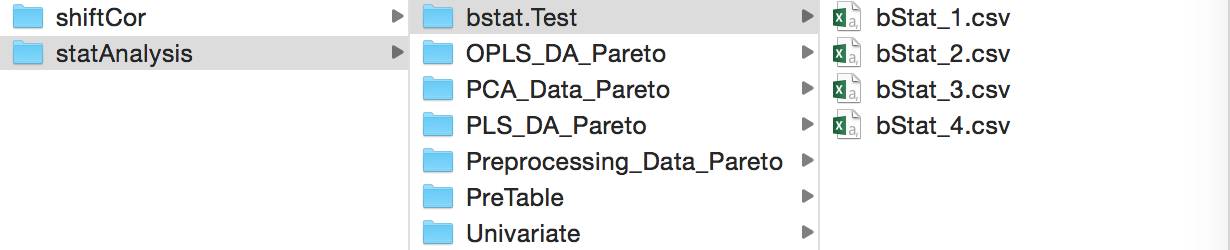 shiftCor
statAnalysis
bstat.Test
OPLS_DA_Pareto
PCA_Data_Pareto
PLS_DA_Pareto
Preprocessing_Data_Pareto
PreTable
Univariate
bStat_1.csv
bStat_2.csv
bStat_3.csv
bStat_4.csv